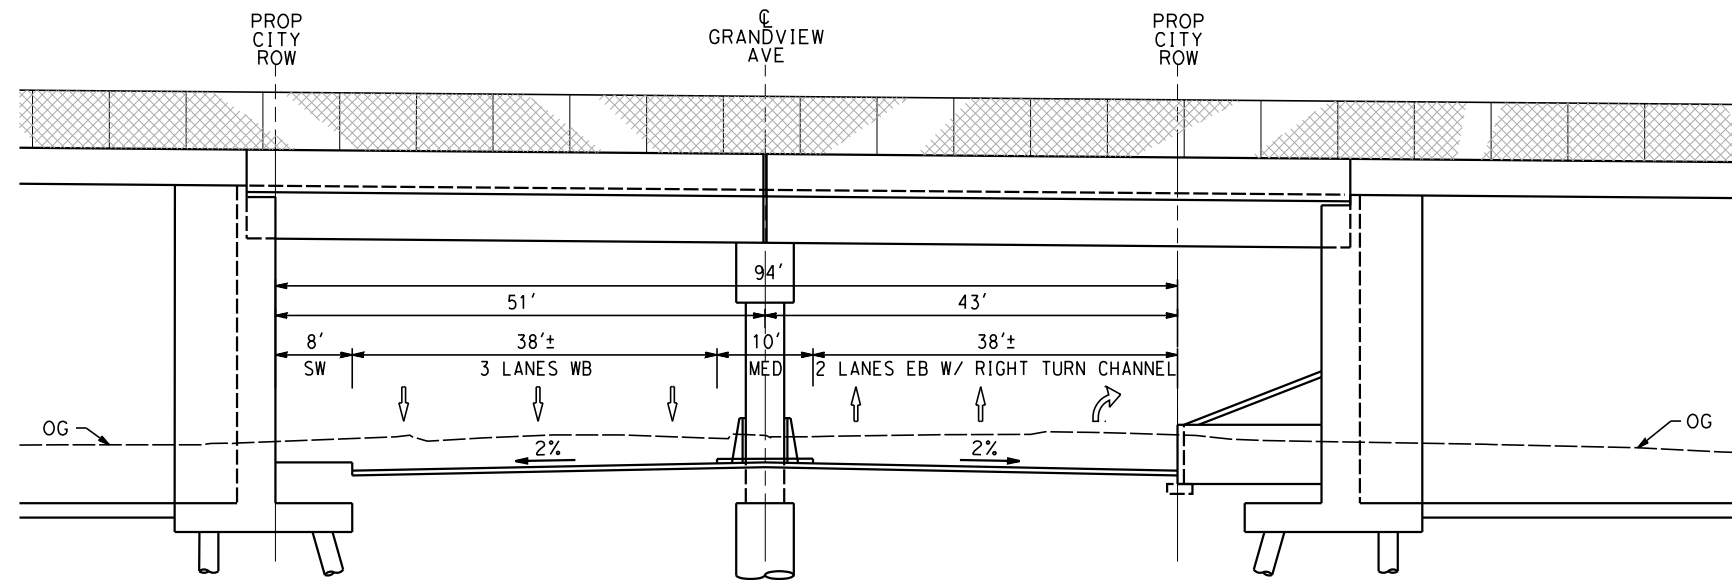 PROP
CITY
ROW
℄
GRANDVIEW
AVE
PROP
CITY
ROW
94'
51'
43'
8'
38'±
10'
38'±
SW
3 LANES WB
MED
2 LANES EB W/ RIGHT TURN CHANNEL
OG
OG
2%
2%